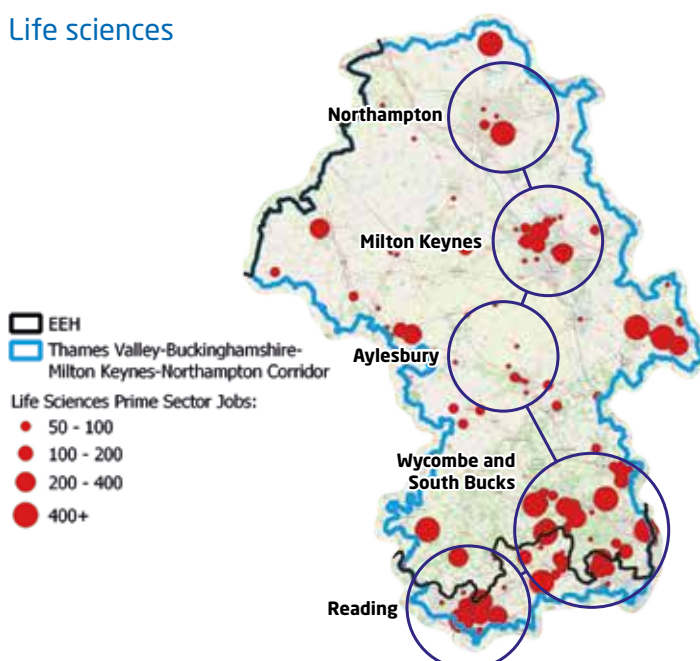 Life sciences
Northampton
Milton Keynes
Aylesbury
Wycombe and
South Bucks
Reading
EEH
Thames Valley-Buckinghamshire-
Milton Keynes-Northampton Corridor
Life Sciences Prime Sector Jobs:
50 - 100
100 - 200
200 - 400
400+